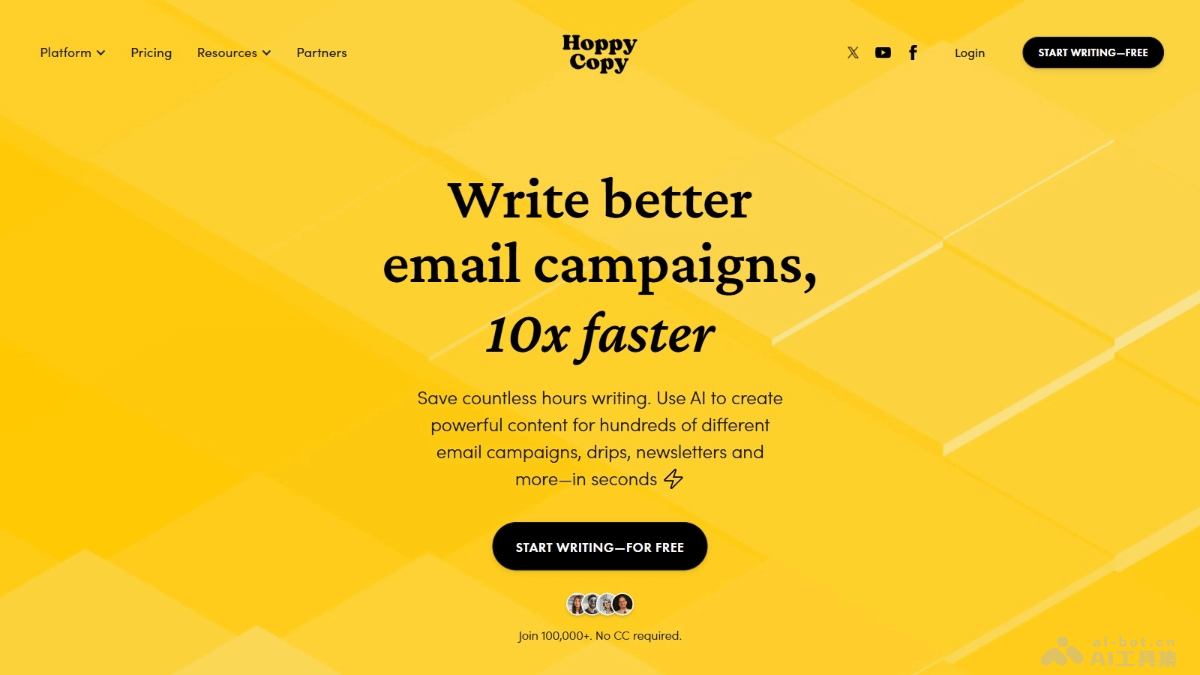 Platform
Pricing
Resources
Partners
Hoppy
Copy
Login
START WRITING—FREE
Write better
email campaigns,
10x faster
Save countless hours writing. Use AI to create
powerful content for hundreds of different
email campaigns, drips, newsletters and
more—in seconds
START WRITING—FOR FREE
Join 100,000+. No CC required.
ai-bot.cn
AI工具集